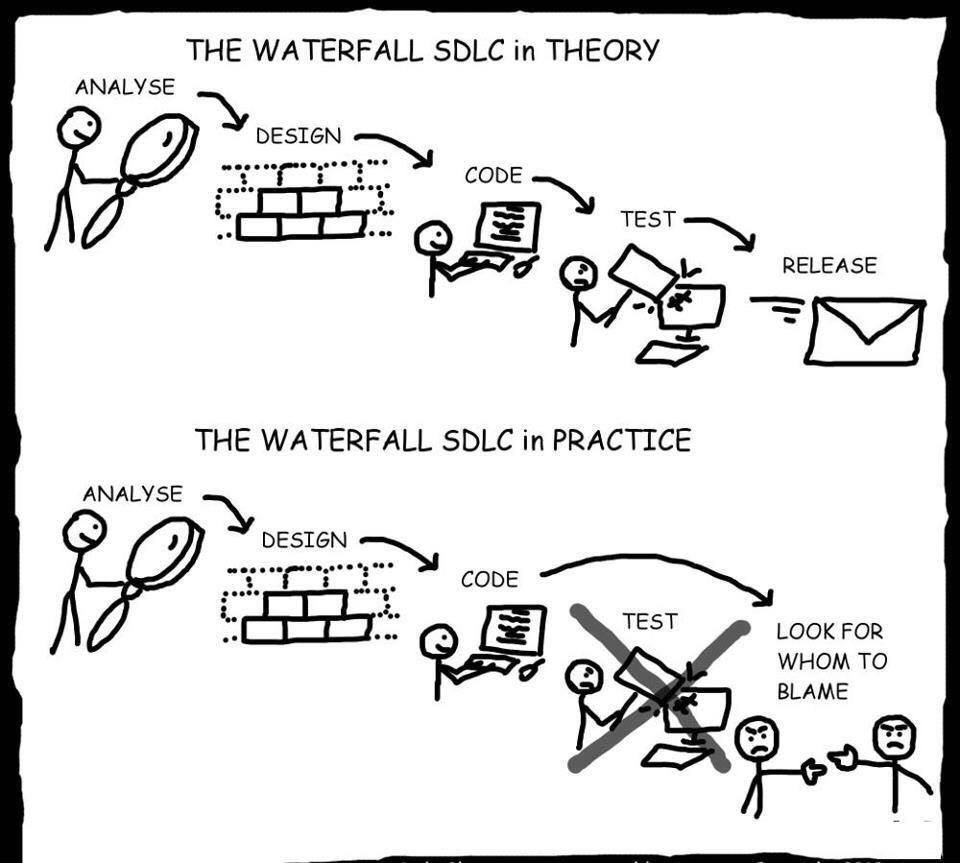 THE WATERFALL SDLC in THEORY
ANALYSE
DESIGN
CODE
TEST
RELEASE
THE WATERFALL SDLC in PRACTICE
ANALYSE
DESIGN
CODE
TEST
LOOK FOR
WHOM TO
BLAME